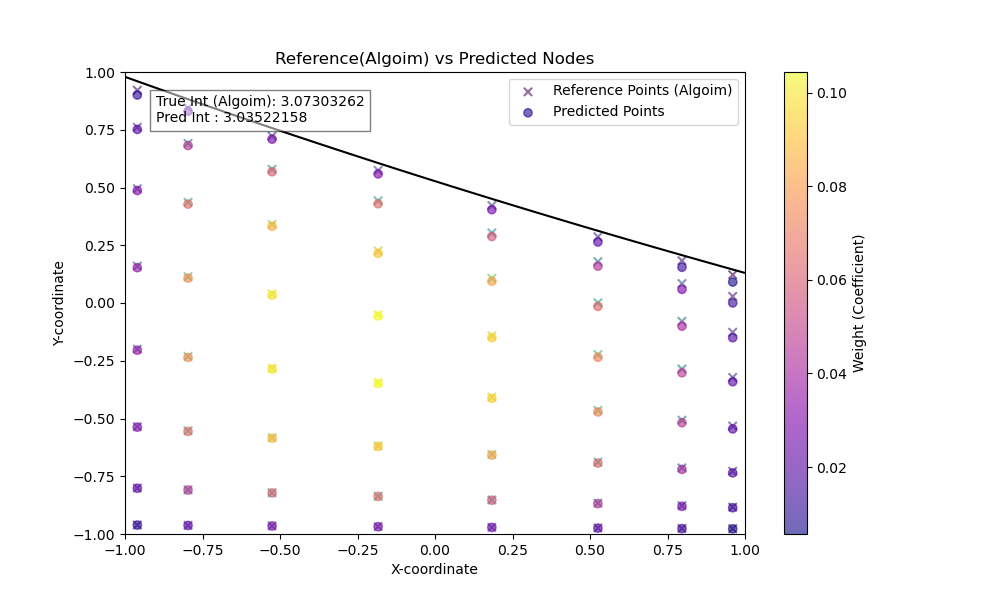 Reference(Algoim) vs Predicted Nodes
True Int (Algoim): 3.07303262
Pred Int : 3.03522158
Reference Points (Algoim)
Predicted Points
1.00
0.75
0.50
0.25
0.00
−0.25
−0.50
−0.75
−1.00
Y-coordinate
−1.00
−0.75
−0.50
−0.25
0.00
0.25
0.50
0.75
1.00
X-coordinate
0.10
0.08
0.06
0.04
0.02
Weight (Coefficient)